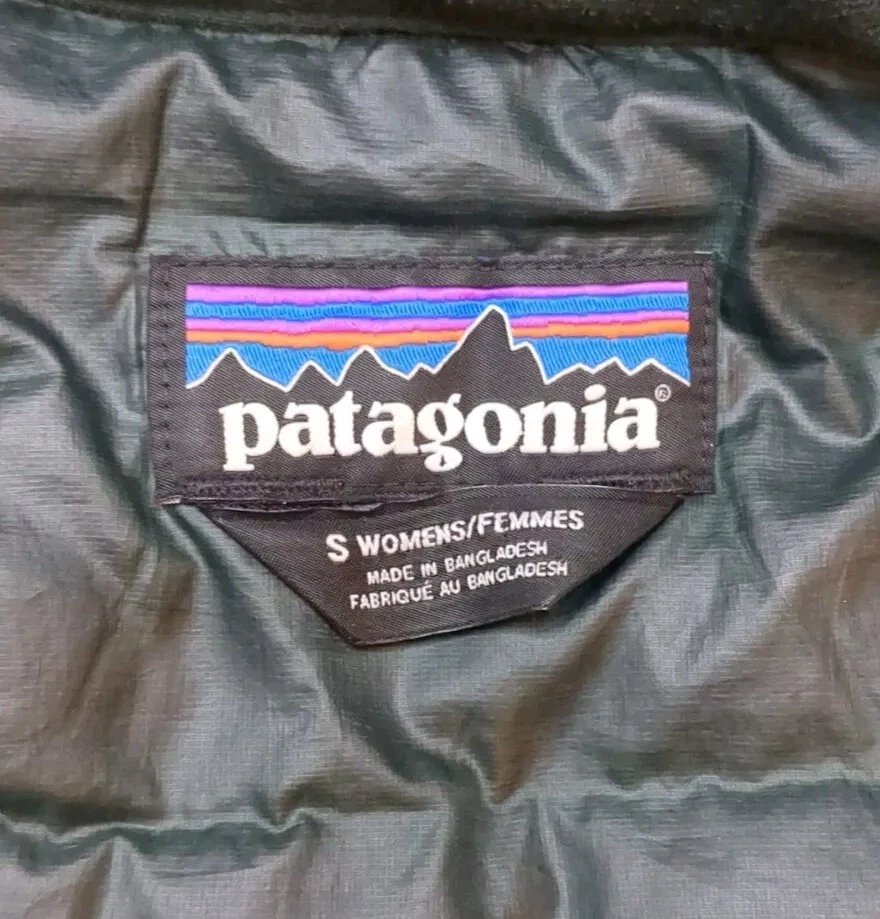 patagonia®
S WOMENS/FEMMES
MADE IN BANGLADESH
FABRIQUÉ AU BANGLADESH